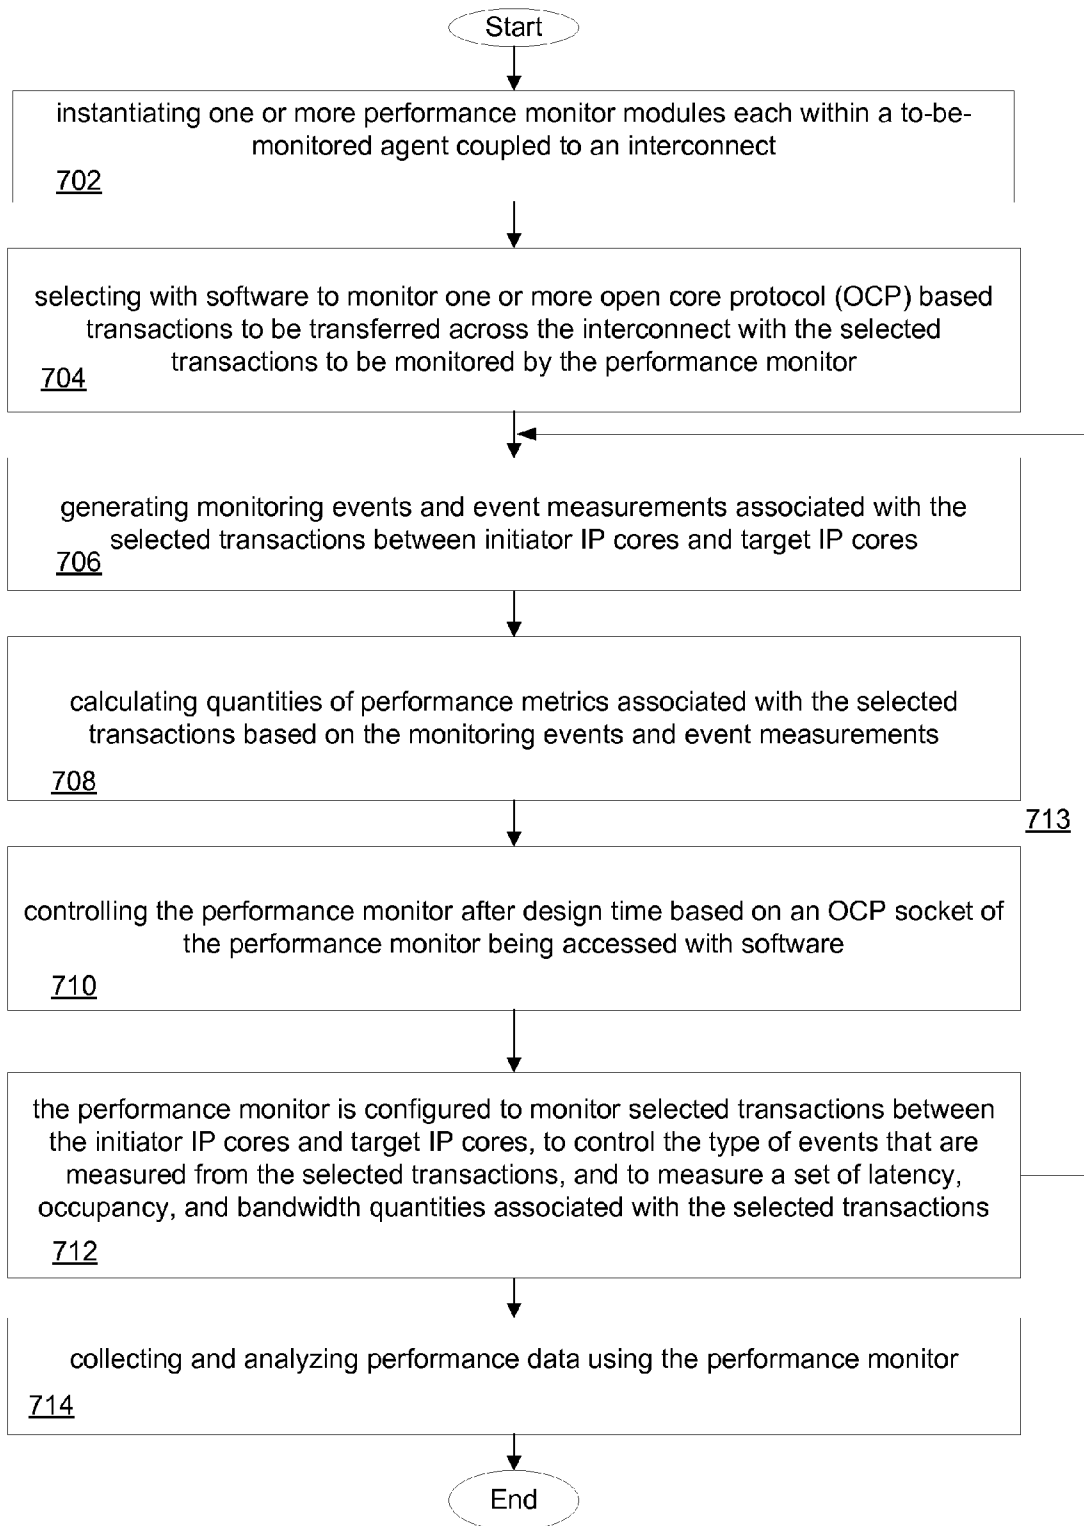 Start
instantiating one or more performance monitor modules each within a to-be-
monitored agent coupled to an interconnect
702
selecting with software to monitor one or more open core protocol (OCP) based
transactions to be transferred across the interconnect with the selected
transactions to be monitored by the performance monitor
704
generating monitoring events and event measurements associated with the
selected transactions between initiator IP cores and target IP cores
706
calculating quantities of performance metrics associated with the selected
transactions based on the monitoring events and event measurements
708
713
controlling the performance monitor after design time based on an OCP socket of
the performance monitor being accessed with software
710
the performance monitor is configured to monitor selected transactions between
the initiator IP cores and target IP cores, to control the type of events that are
measured from the selected transactions, and to measure a set of latency,
occupancy, and bandwidth quantities associated with the selected transactions
712
collecting and analyzing performance data using the performance monitor
714
End